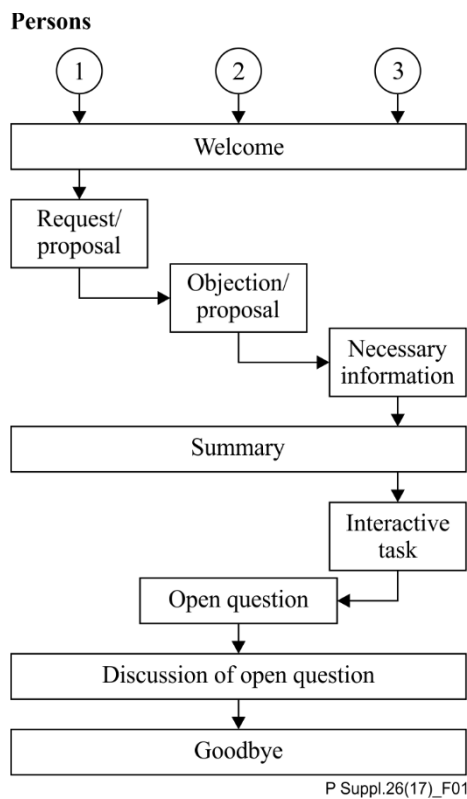 Persons
1 2 3
Welcome
Request/
proposal
Objection/
proposal
Necessary
information
Summary
Interactive
task
Open question
Discussion of open question
Goodbye
P Suppl.26(17)_F01